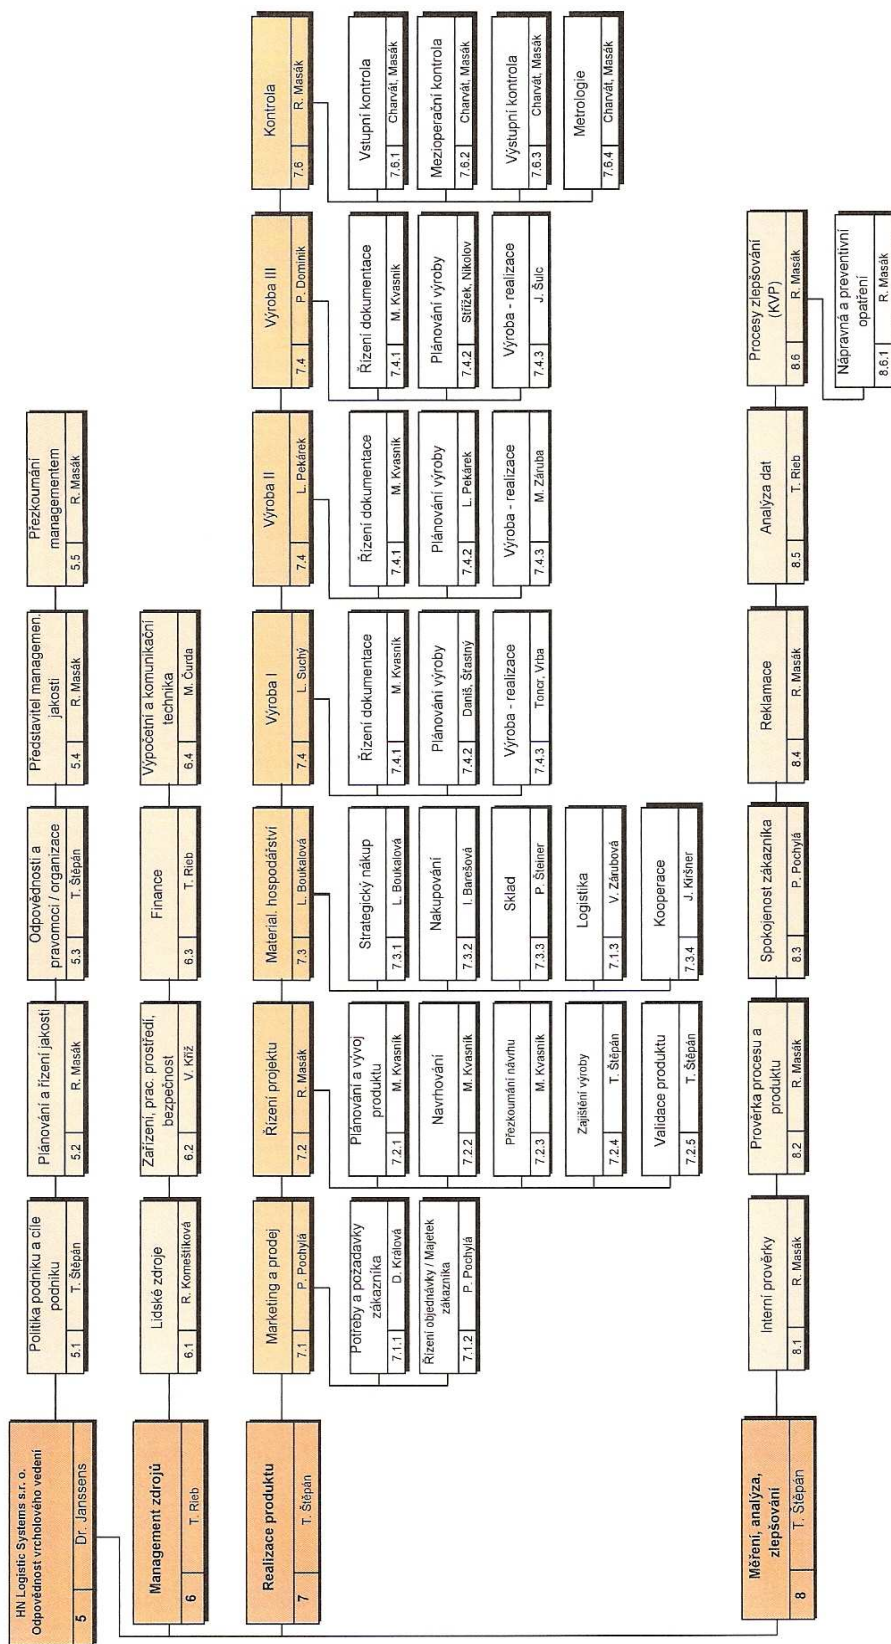 HN Logistic Systems s.r. o.
Odpovědnost vrcholového vedení
5 Dr. Janssens
Politika podniku a cíle
podniku
5.1 T. Štěpán
Plánování a řízení jakosti
5.2 R. Masák
Odpovědnosti a
pravomoci / organizace
5.3 T. Štěpán
Představitel managemen.
jakosti
5.4 R. Masák
Přezkoumání
managementem
5.5 R. Masák
Management zdrojů
6 T. Rieb
Lidské zdroje
6.1 R. Komeštíková
Zařízení, prac. prostředí,
bezpečnost
6.2 V. Kříž
Finance
6.3 T. Rieb
Výpočetní a komunikační
technika
6.4 M. Čurda
Realizace produktu
7 T. Štěpán
Marketing a prodej
7.1 P. Pochylá
Potřeby a požadavky
zákazníka
7.1.1 D. Králová
Řízení objednávky / Majetek
zákazníka
7.1.2 P. Pochylá
Řízení projektu
7.2 R. Masák
Plánování a vývoj
produktu
7.2.1 M. Kvasnik
Navrhování
7.2.2 M. Kvasnik
Přezkoumání návrhu
7.2.3 M. Kvasnik
Zajištění výroby
7.2.4 T. Štěpán
Validace produktu
7.2.5 T. Štěpán
Material. hospodářství
7.3 L. Boukalová
Strategický nákup
7.3.1 L. Boukalová
Nakupování
7.3.2 I. Barešová
Sklad
7.3.3 P. Šteiner
Logistika
7.1.3 V. Zárubová
Kooperace
7.3.4 J. Kiršner
Výroba I
7.4 L. Suchý
Řízení dokumentace
7.4.1 M. Kvasnik
Plánování výroby
7.4.2 Daniš, Šťastný
Výroba - realizace
7.4.3 Toncr, Vrba
Výroba II
7.4 L. Pekárek
Řízení dokumentace
7.4.1 M. Kvasnik
Plánování výroby
7.4.2 L. Pekárek
Výroba - realizace
7.4.3 M. Záruba
Výroba III
7.4 P. Dominik
Řízení dokumentace
7.4.1 M. Kvasnik
Plánování výroby
7.4.2 Střížek, Nikolov
Výroba - realizace
7.4.3 J. Šulc
Kontrola
7.6 R. Masák
Vstupní kontrola
7.6.1 Charvát, Masák
Mezioperační kontrola
7.6.2 Charvát, Masák
Výstupní kontrola
7.6.3 Charvát, Masák
Metrologie
7.6.4 Charvát, Masák
Měření, analýza,
zlepšování
8 T. Štěpán
Interní prověrky
8.1 R. Masák
Prověrka procesu a
produktu
8.2 R. Masák
Spokojenost zákazníka
8.3 P. Pochylá
Reklamace
8.4 R. Masák
Analýza dat
8.5 T. Rieb
Procesy zlepšování
(KVP)
8.6 R. Masák
Nápravná a preventivní
opatření
8.6.1 R. Masák